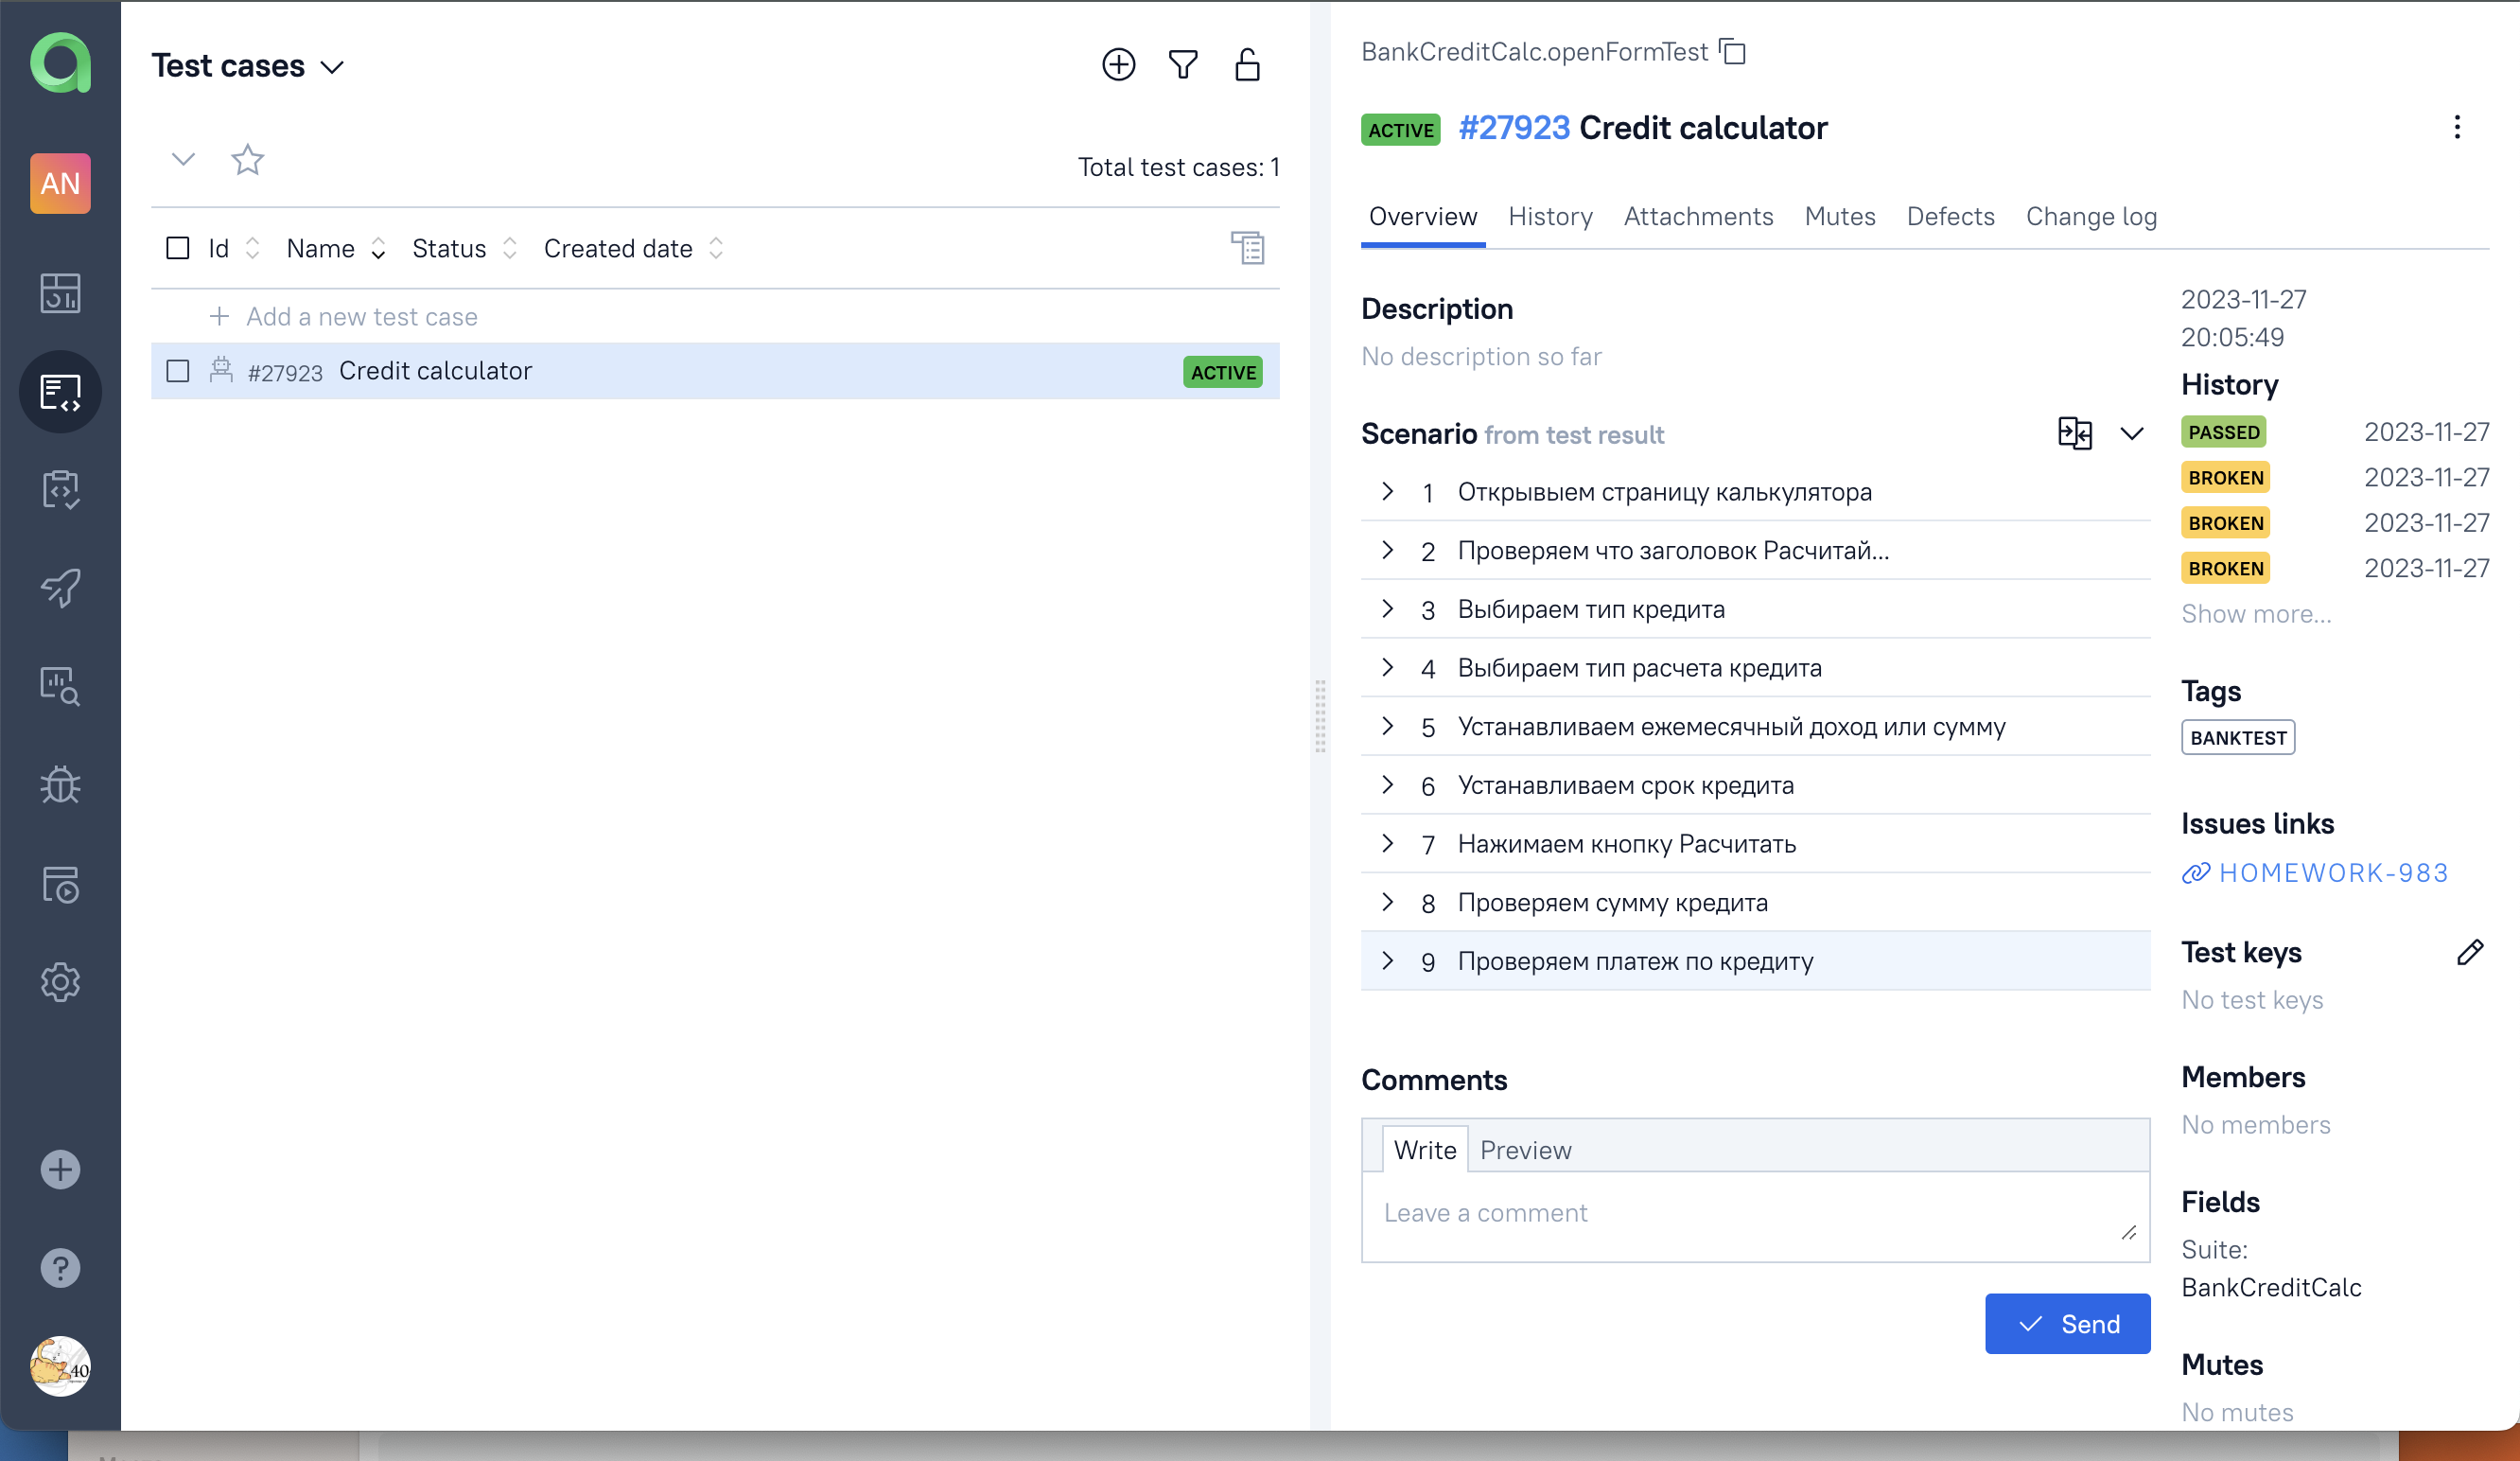 AN
Test cases
Total test cases: 1
Id Name Status Created date
Add a new test case
#27923 Credit calculator ACTIVE
BankCreditCalc.openFormTest
ACTIVE #27923 Credit calculator
Overview History Attachments Mutes Defects Change log
Description
No description so far
Scenario from test result
1 Открывыем страницу калькулятора
2 Проверяем что заголовок Расчитай...
3 Выбираем тип кредита
4 Выбираем тип расчета кредита
5 Устанавливаем ежемесячный доход или сумму
6 Устанавливаем срок кредита
7 Нажимаем кнопку Расчитать
8 Проверяем сумму кредита
9 Проверяем платеж по кредиту
Comments
Write Preview
Leave a comment
Send
2023-11-27
20:05:49
History
PASSED 2023-11-27
BROKEN 2023-11-27
BROKEN 2023-11-27
BROKEN 2023-11-27
Show more...
Tags
BANKTEST
Issues links
HOMEWORK-983
Test keys
No test keys
Members
No members
Fields
Suite:
BankCreditCalc
Mutes
No mutes